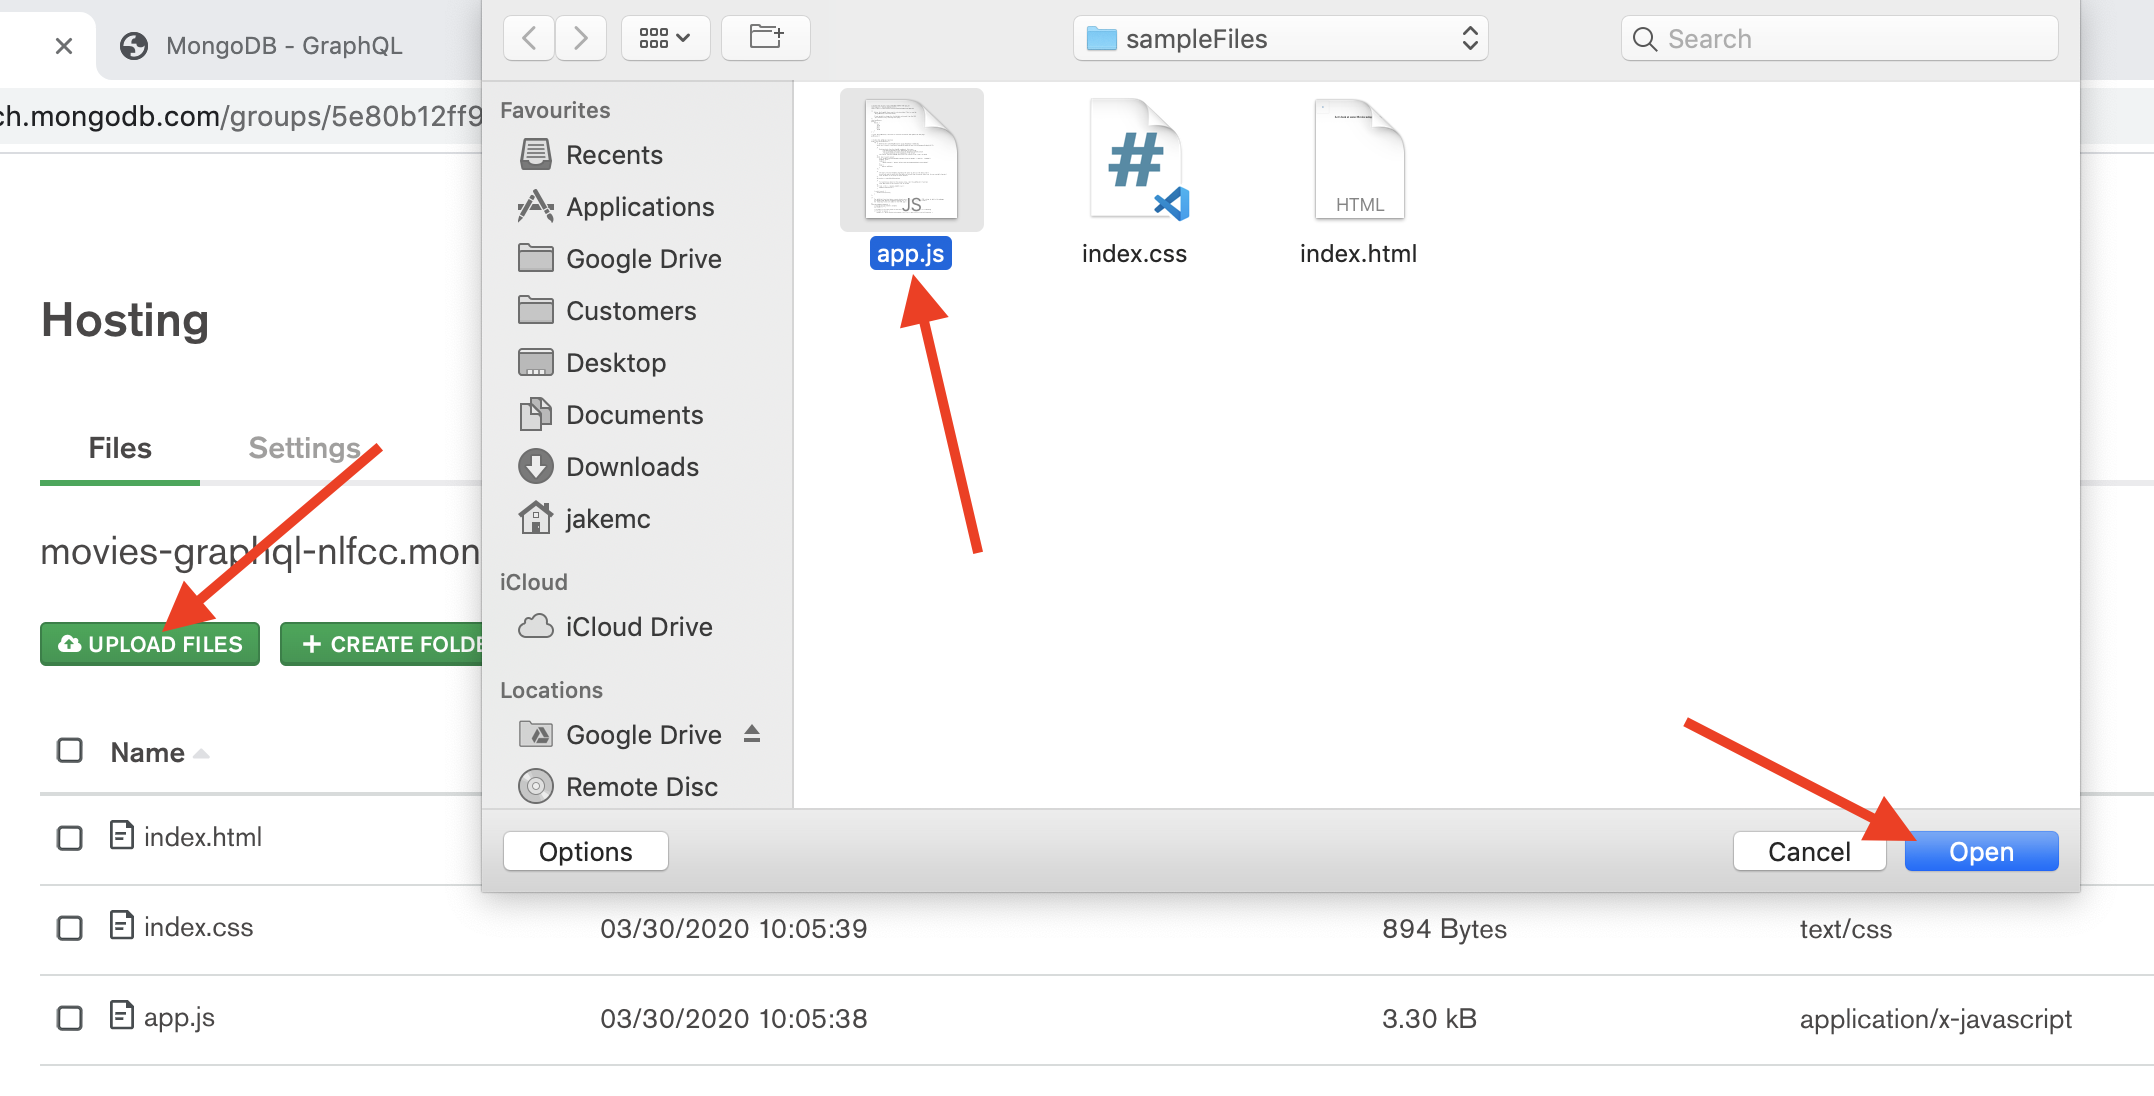 MongoDB - GraphQL
sampleFiles
Search
ch.mongodb.com/groups/5e80b12ff9
Favourites
Recents
Applications
Google Drive
Customers
Desktop
Documents
Downloads
jakemc
iCloud
iCloud Drive
Locations
Google Drive
Remote Disc
JS
app.js
#
index.css
HTML
index.html
Options
Cancel
Open
Hosting
Files
Settings
movies-graphql-nlfcc.mon
UPLOAD FILES
+ CREATE FOLDE
Name
index.html
index.css 03/30/2020 10:05:39 894 Bytes text/css
app.js 03/30/2020 10:05:38 3.30 kB application/x-javascript